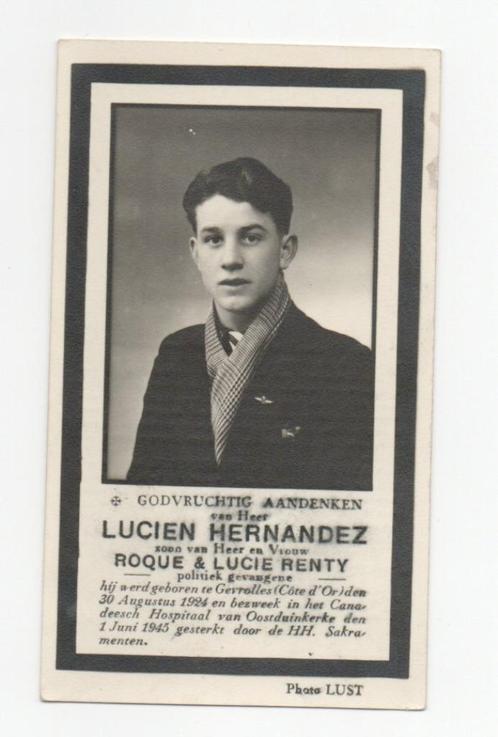 ✠ GODVRUCHTIG AANDENKEN
van Heer
LUCIEN HERNANDEZ
zoon van Heer en Vrouw
ROQUE & LUCIE RENTY
politiek gevangene
hij werd geboren te Gevrolles (Côte d'Or) den
30 Augustus 1924 en bezweek in het Cana-
deesch Hospitaal van Oostduinkerke den
1 Juni 1945 gesterkt door de HH. Sakra-
menten.
Photo LUST